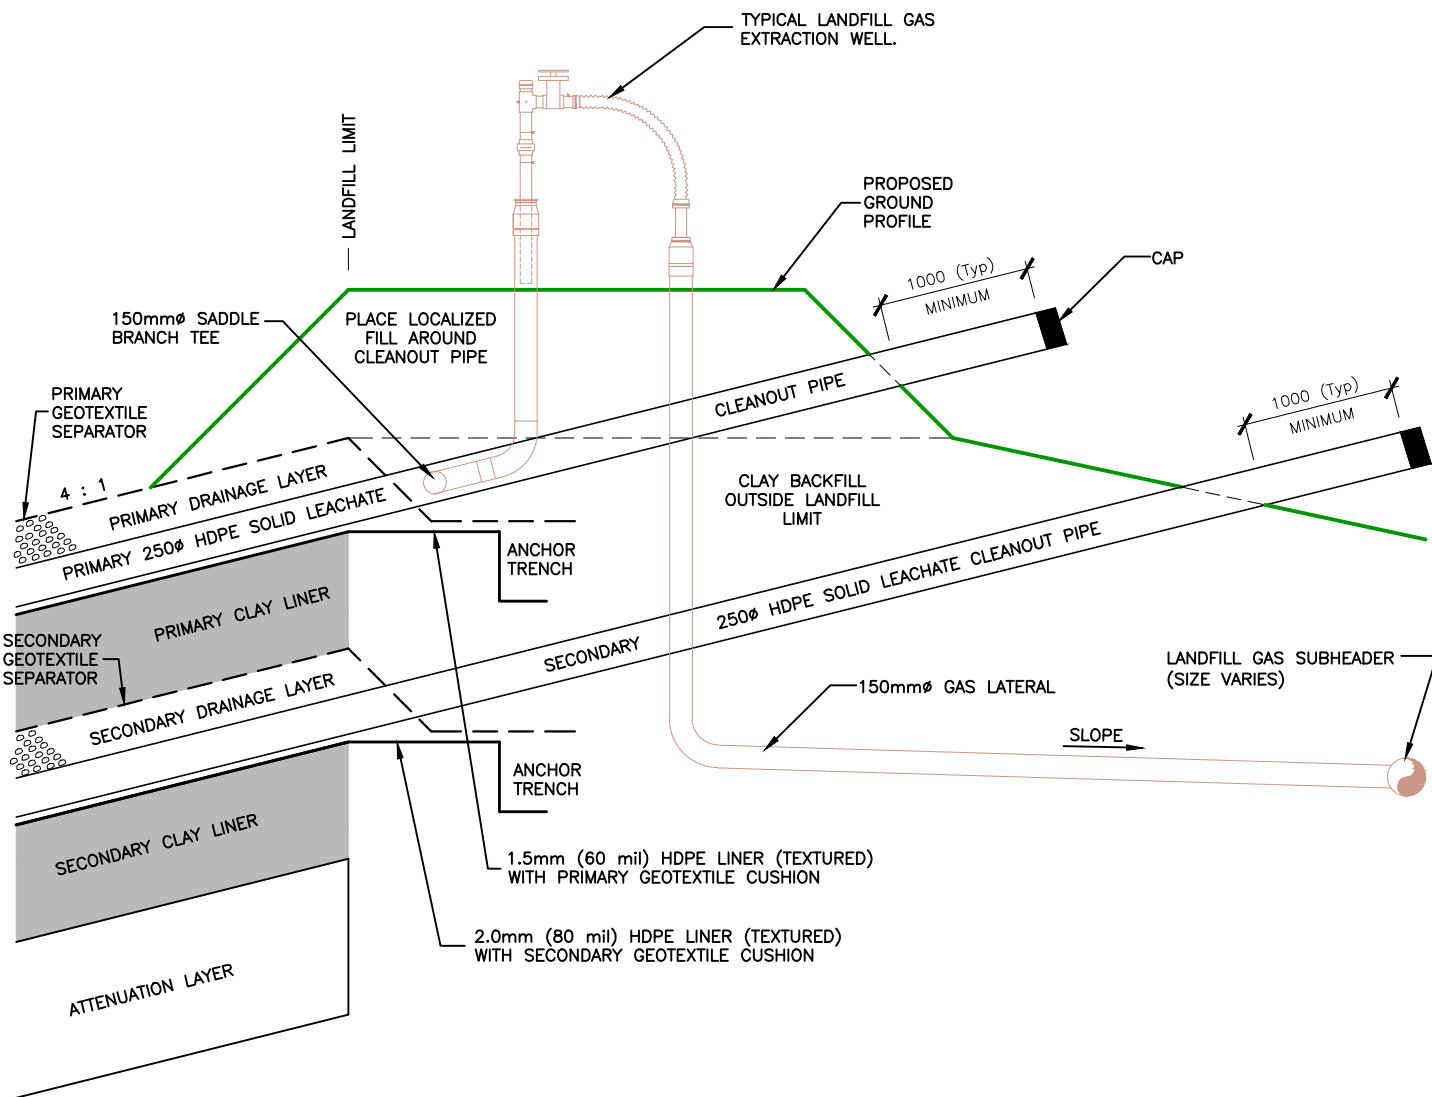 TYPICAL LANDFILL GAS
EXTRACTION WELL.
LANDFILL LIMIT
PROPOSED
GROUND
PROFILE
1000 (Typ)
MINIMUM
CAP
150mmø SADDLE
BRANCH TEE
PLACE LOCALIZED
FILL AROUND
CLEANOUT PIPE
PRIMARY
GEOTEXTILE
SEPARATOR
CLEANOUT PIPE
1000 (Typ)
MINIMUM
4 : 1
PRIMARY DRAINAGE LAYER
PRIMARY 250ø HDPE SOLID LEACHATE
CLAY BACKFILL
OUTSIDE LANDFILL
LIMIT
ANCHOR
TRENCH
PRIMARY CLAY LINER
SECONDARY 250ø HDPE SOLID LEACHATE CLEANOUT PIPE
SECONDARY
GEOTEXTILE
SEPARATOR
SECONDARY DRAINAGE LAYER
150mmø GAS LATERAL
LANDFILL GAS SUBHEADER
(SIZE VARIES)
SLOPE
ANCHOR
TRENCH
SECONDARY CLAY LINER
1.5mm (60 mil) HDPE LINER (TEXTURED)
WITH PRIMARY GEOTEXTILE CUSHION
2.0mm (80 mil) HDPE LINER (TEXTURED)
WITH SECONDARY GEOTEXTILE CUSHION
ATTENUATION LAYER